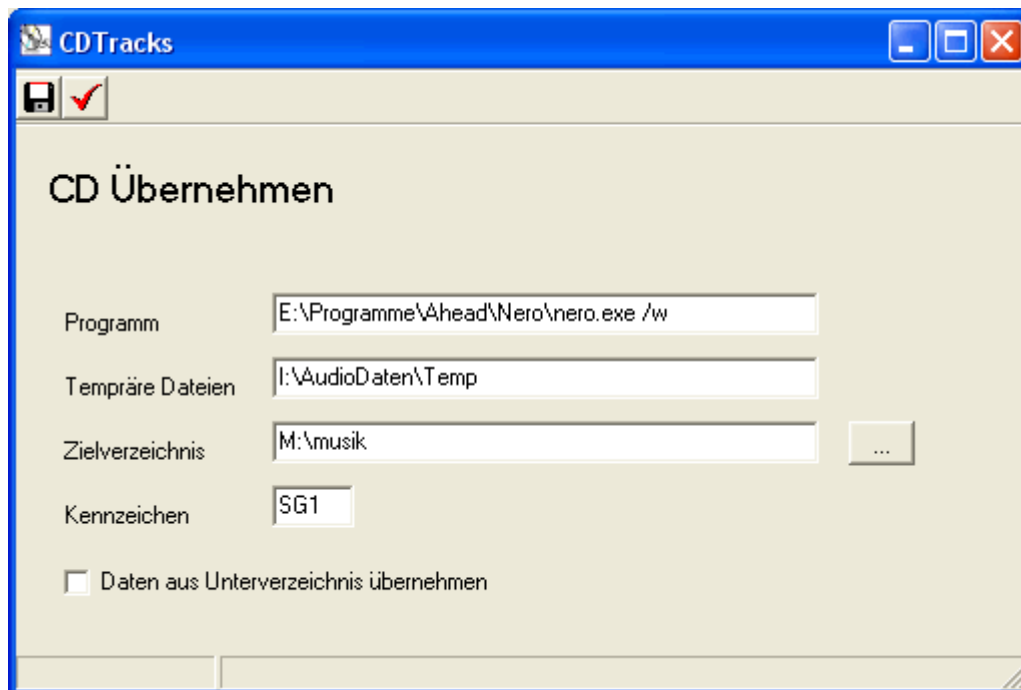 CDTracks
CD Übernehmen
Programm E:\Programme\Ahead\Nero\nero.exe /w
Tempräre Dateien I:\AudioDaten\Temp
Zielverzeichnis M:\musik ...
Kennzeichen SG1
Daten aus Unterverzeichnis übernehmen